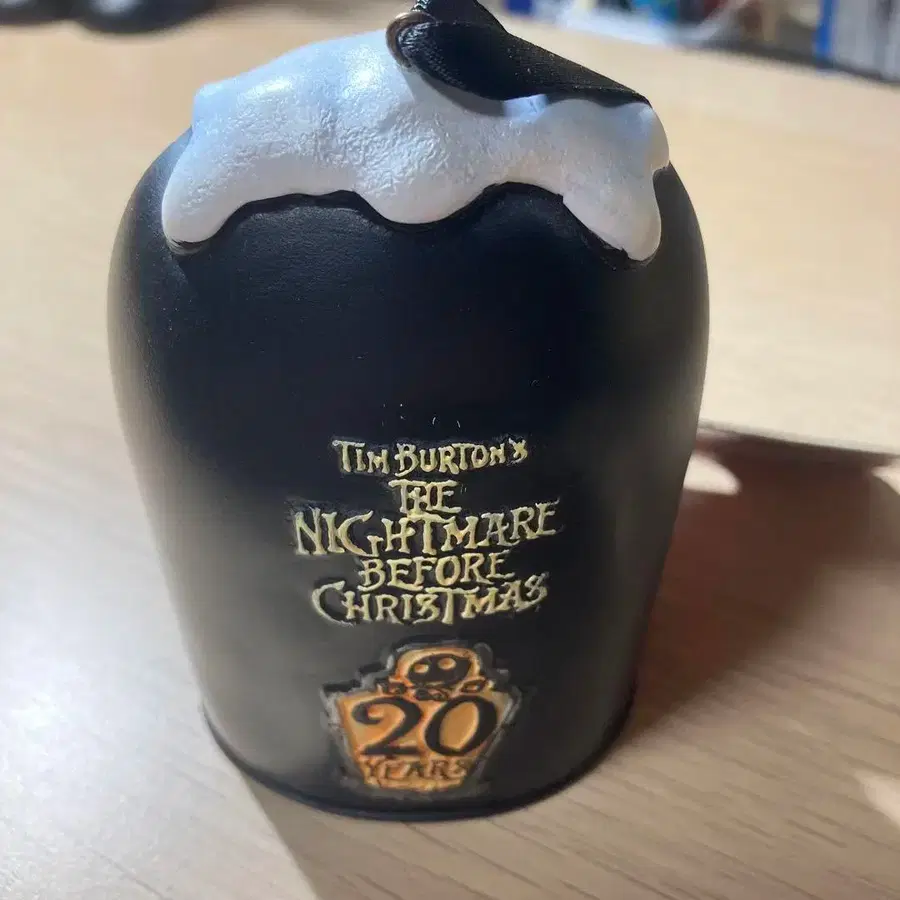 TIM BURTON'S
THE
NIGHTMARE
BEFORE
CHRISTMAS
20
YEARS